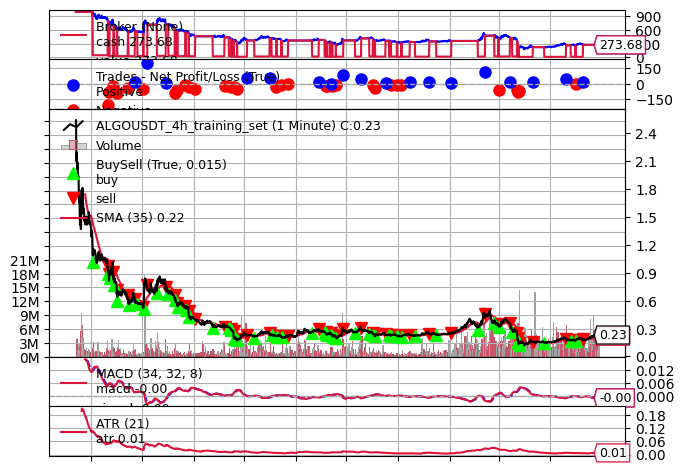 Broker (None)
cash 273.68
900
600
300
0
273.68
Trades - Net Profit/Loss (True)
Positive
150
0
−150
ALGOUSDT_4h_training_set (1 Minute) C:0.23
Volume
BuySell (True, 0.015)
buy
sell
SMA (35) 0.22
2.4
2.1
1.8
1.5
1.2
0.9
0.6
0.3
0.0
0.23
21M
18M
15M
12M
9M
6M
3M
0M
MACD (34, 32, 8)
macd -0.00
0.012
0.006
0.000
-0.00
ATR (21)
atr 0.01
0.18
0.12
0.06
0.00
0.01